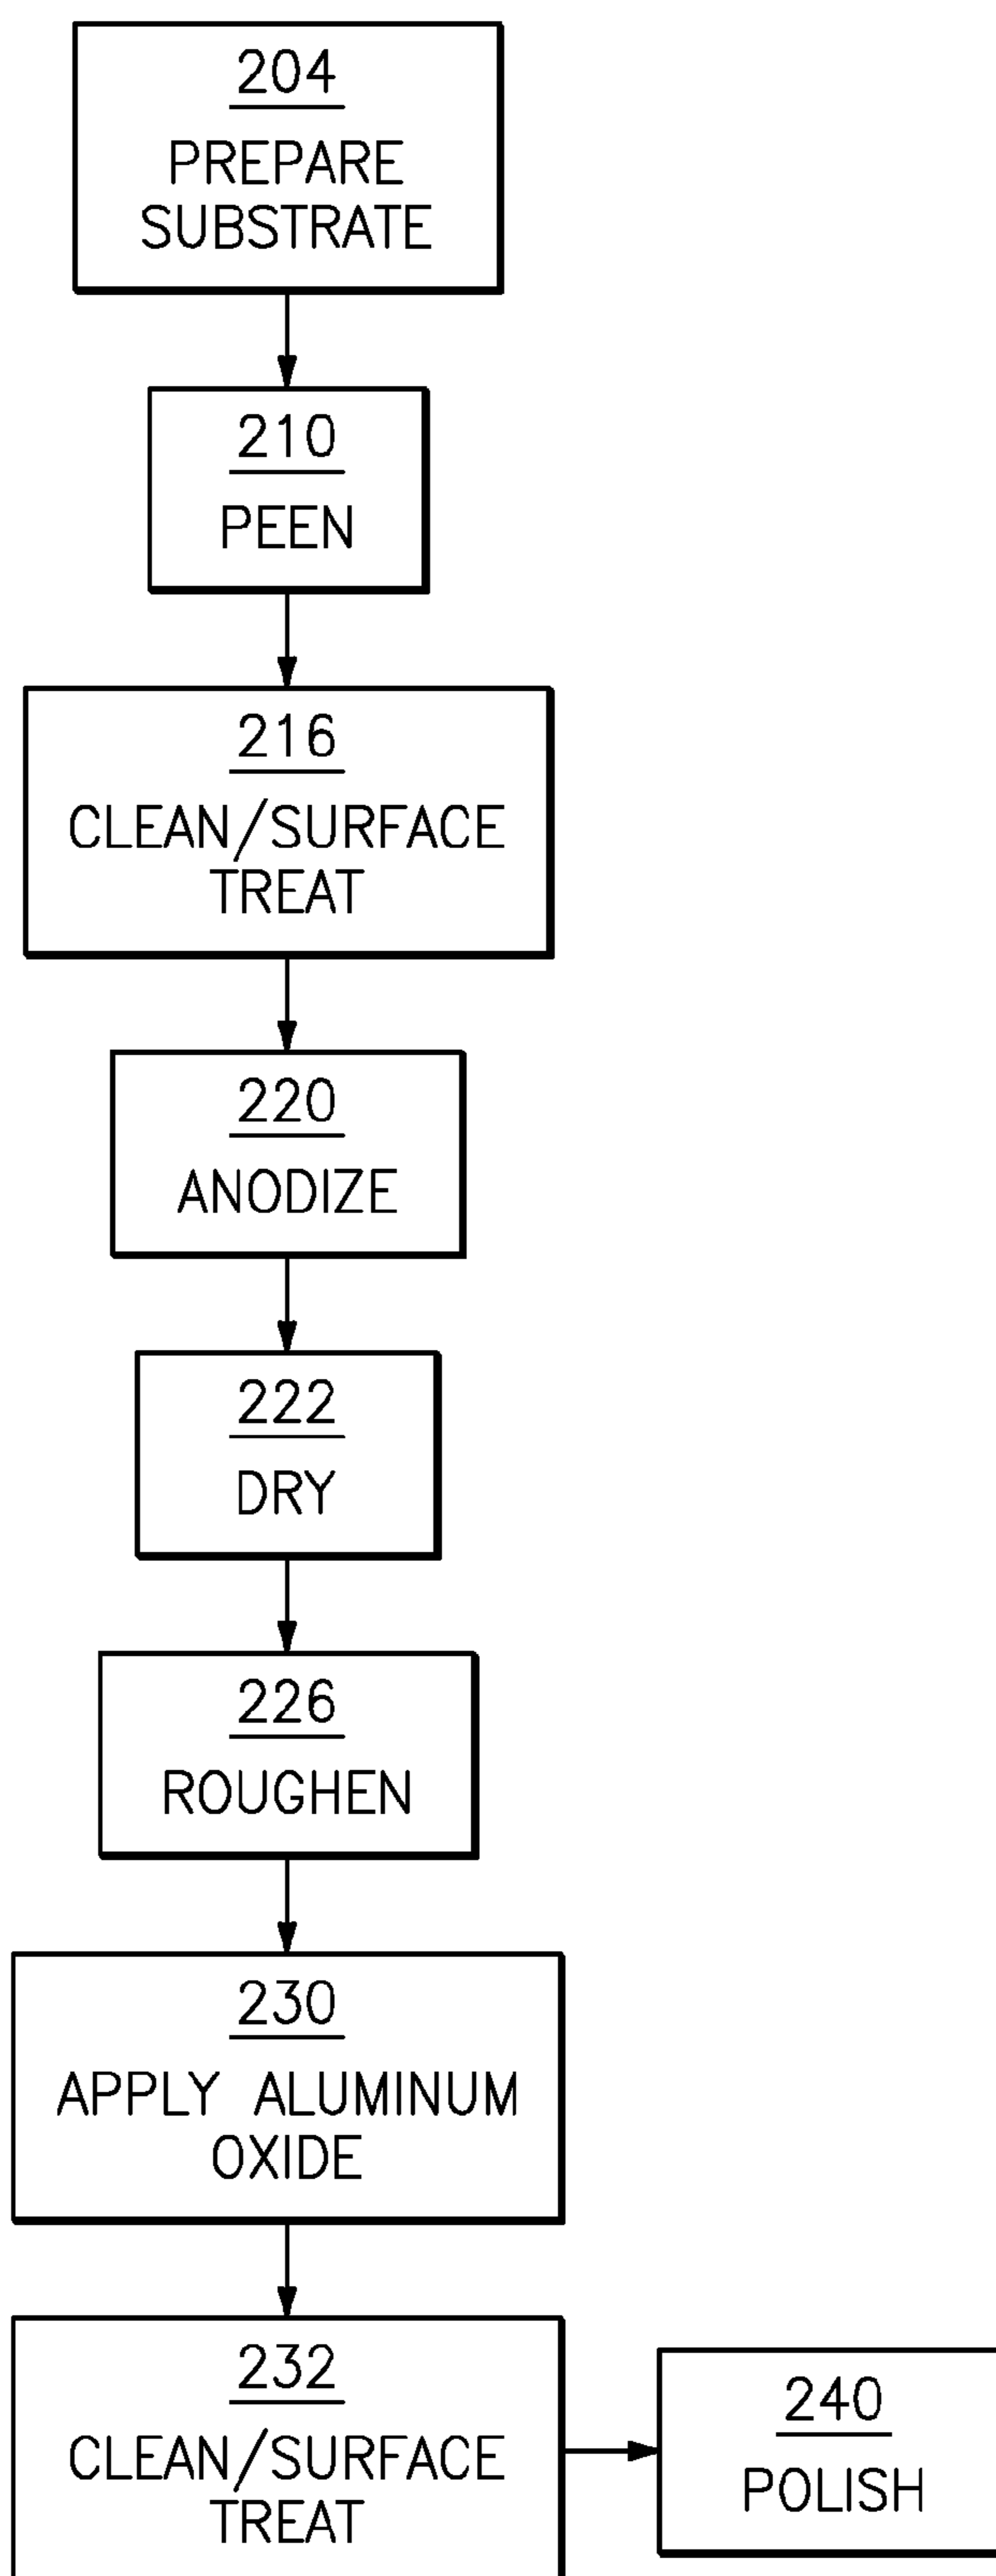 204
PREPARE
SUBSTRATE
210
PEEN
216
CLEAN/SURFACE
TREAT
220
ANODIZE
222
DRY
226
ROUGHEN
230
APPLY ALUMINUM
OXIDE
232
CLEAN/SURFACE
TREAT
240
POLISH